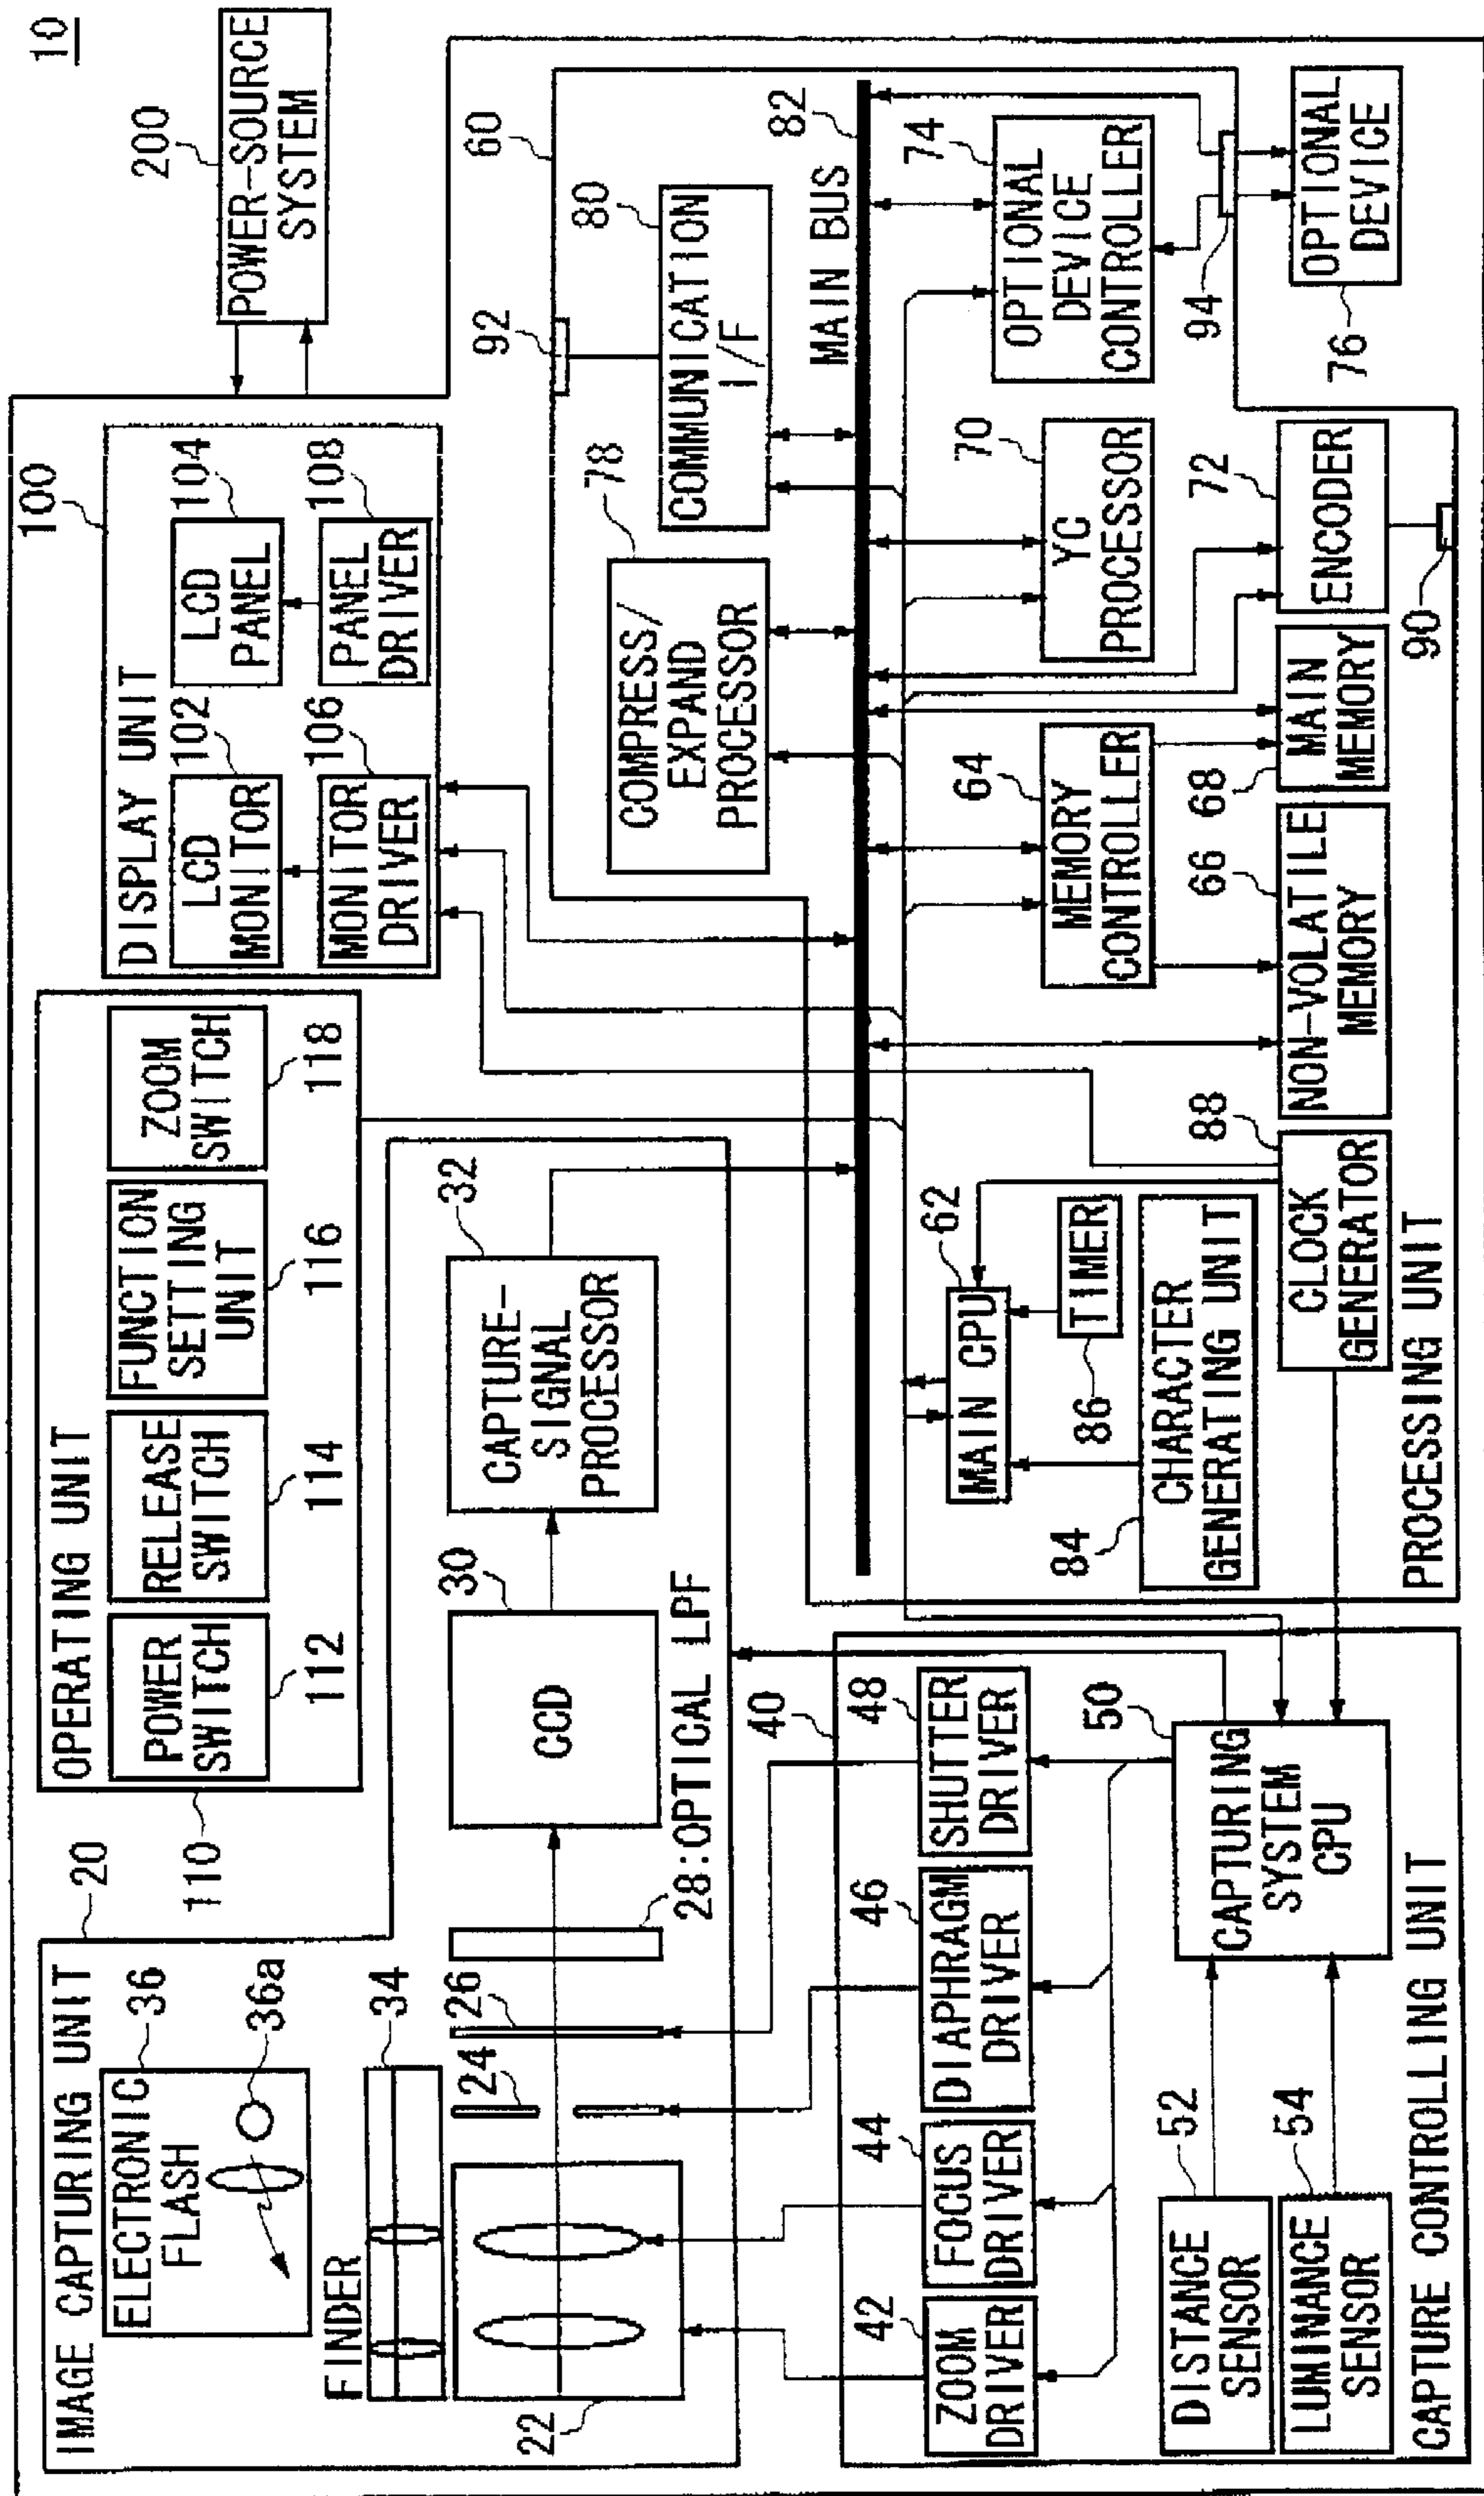 10
200
POWER-SOURCE
SYSTEM
100
DISPLAY UNIT
LCD
MONITOR
102
LCD
PANEL
104
MONITOR
DRIVER
106
PANEL
DRIVER
108
OPERATING UNIT
POWER
SWITCH
112
RELEASE
SWITCH
114
FUNCTION
SETTING
UNIT
116
ZOOM
SWITCH
118
110
20
IMAGE CAPTURING UNIT
ELECTRONIC
FLASH
36
36a
FINDER
34
22
24
26
28:OPTICAL LPF
CCD
30
CAPTURE-
SIGNAL
PROCESSOR
32
60
COMPRESS/
EXPAND
PROCESSOR
78
COMMUNICATION
I/F
80
92
MAIN BUS
82
MAIN CPU
62
TIMER
86
CHARACTER
GENERATING UNIT
84
CLOCK
GENERATOR
88
MEMORY
CONTROLLER
64
NON-VOLATILE
MEMORY
66
MAIN
MEMORY
68
YC
PROCESSOR
70
ENCODER
72
90
OPTIONAL
DEVICE
CONTROLLER
74
94
OPTIONAL
DEVICE
76
PROCESSING UNIT
40
ZOOM
DRIVER
42
FOCUS
DRIVER
44
DIAPHRAGM
DRIVER
46
SHUTTER
DRIVER
48
CAPTURING
SYSTEM
CPU
50
DISTANCE
SENSOR
52
LUMINANCE
SENSOR
54
CAPTURE CONTROLLING UNIT